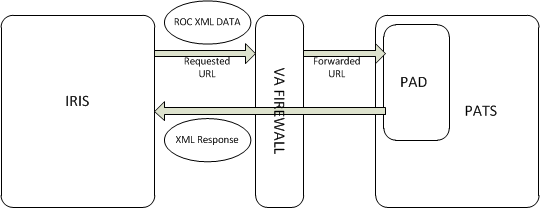 ROC XML DATA
Requested
URL
Forwarded
URL
IRIS
VA FIREWALL
PAD
PATS
XML Response